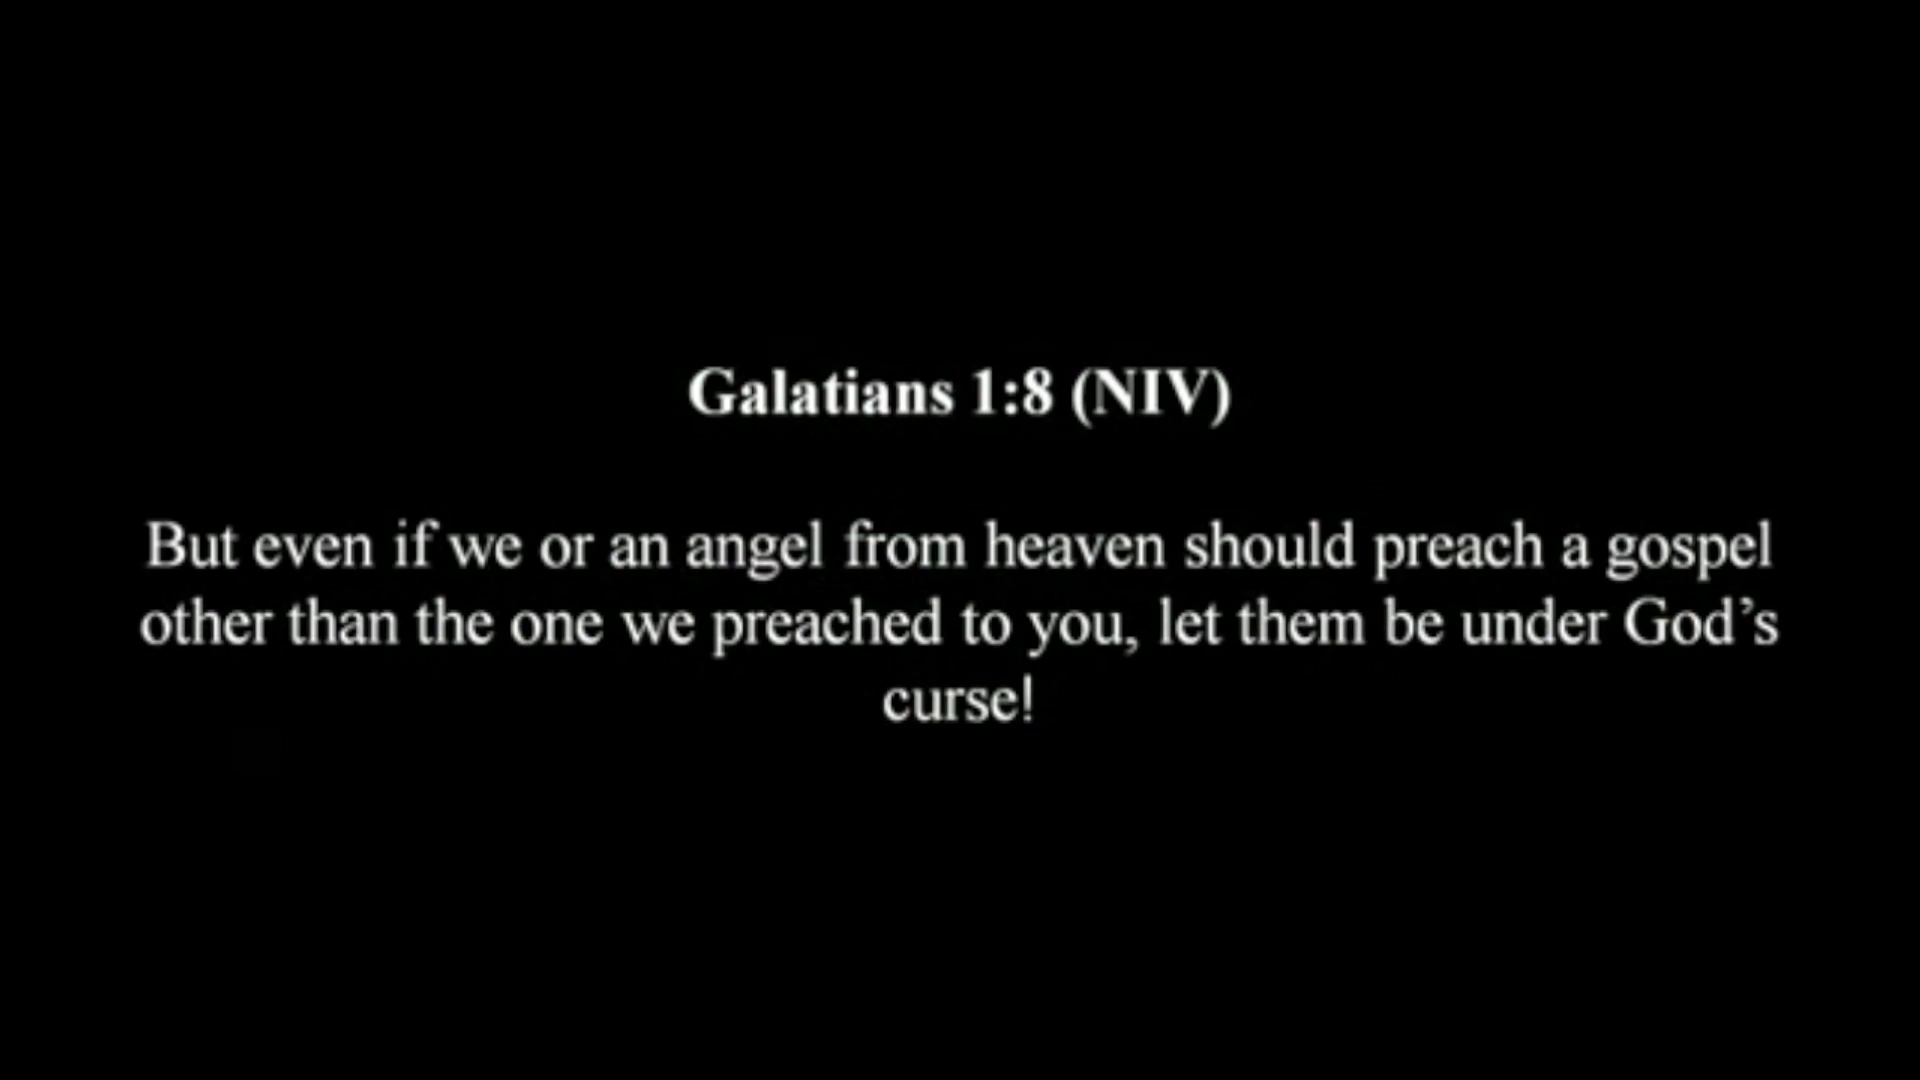 Galatians 1:8 (NIV)
But even if we or an angel from heaven should preach a gospel
other than the one we preached to you, let them be under God’s
curse!